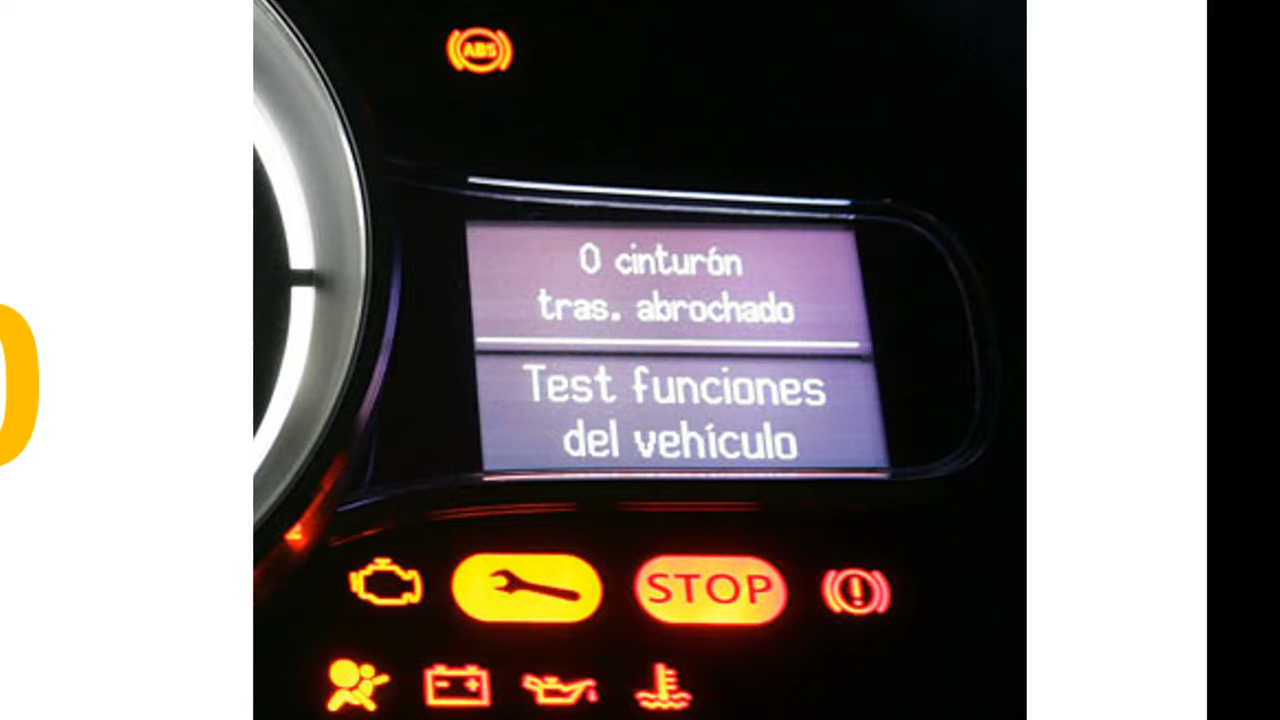 ABS
0 cinturón
tras. abrochado
Test funciones
del vehículo
STOP